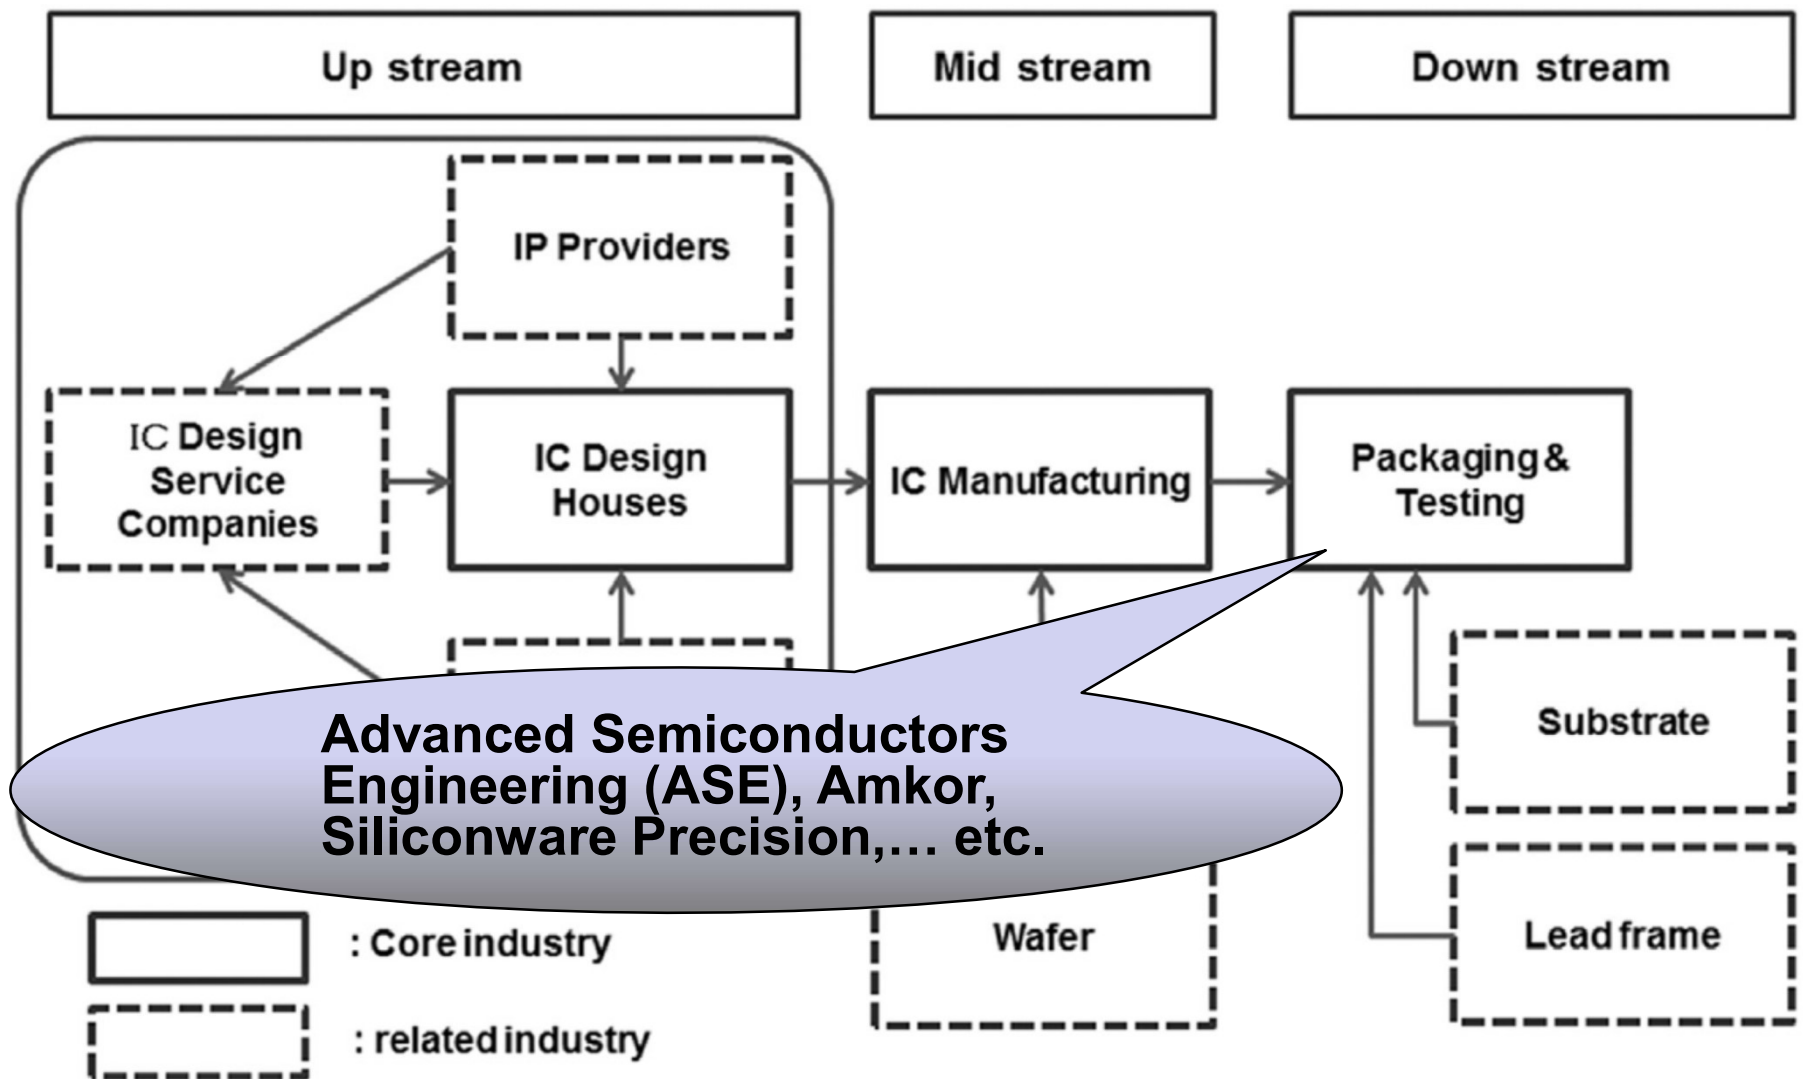 Up stream
Mid stream
Down stream
IP Providers
IC Design
Service
Companies
IC Design
Houses
IC Manufacturing
Packaging &
Testing
Advanced Semiconductors
Engineering (ASE), Amkor,
Siliconware Precision,… etc.
Substrate
Wafer
Lead frame
: Core industry
: related industry